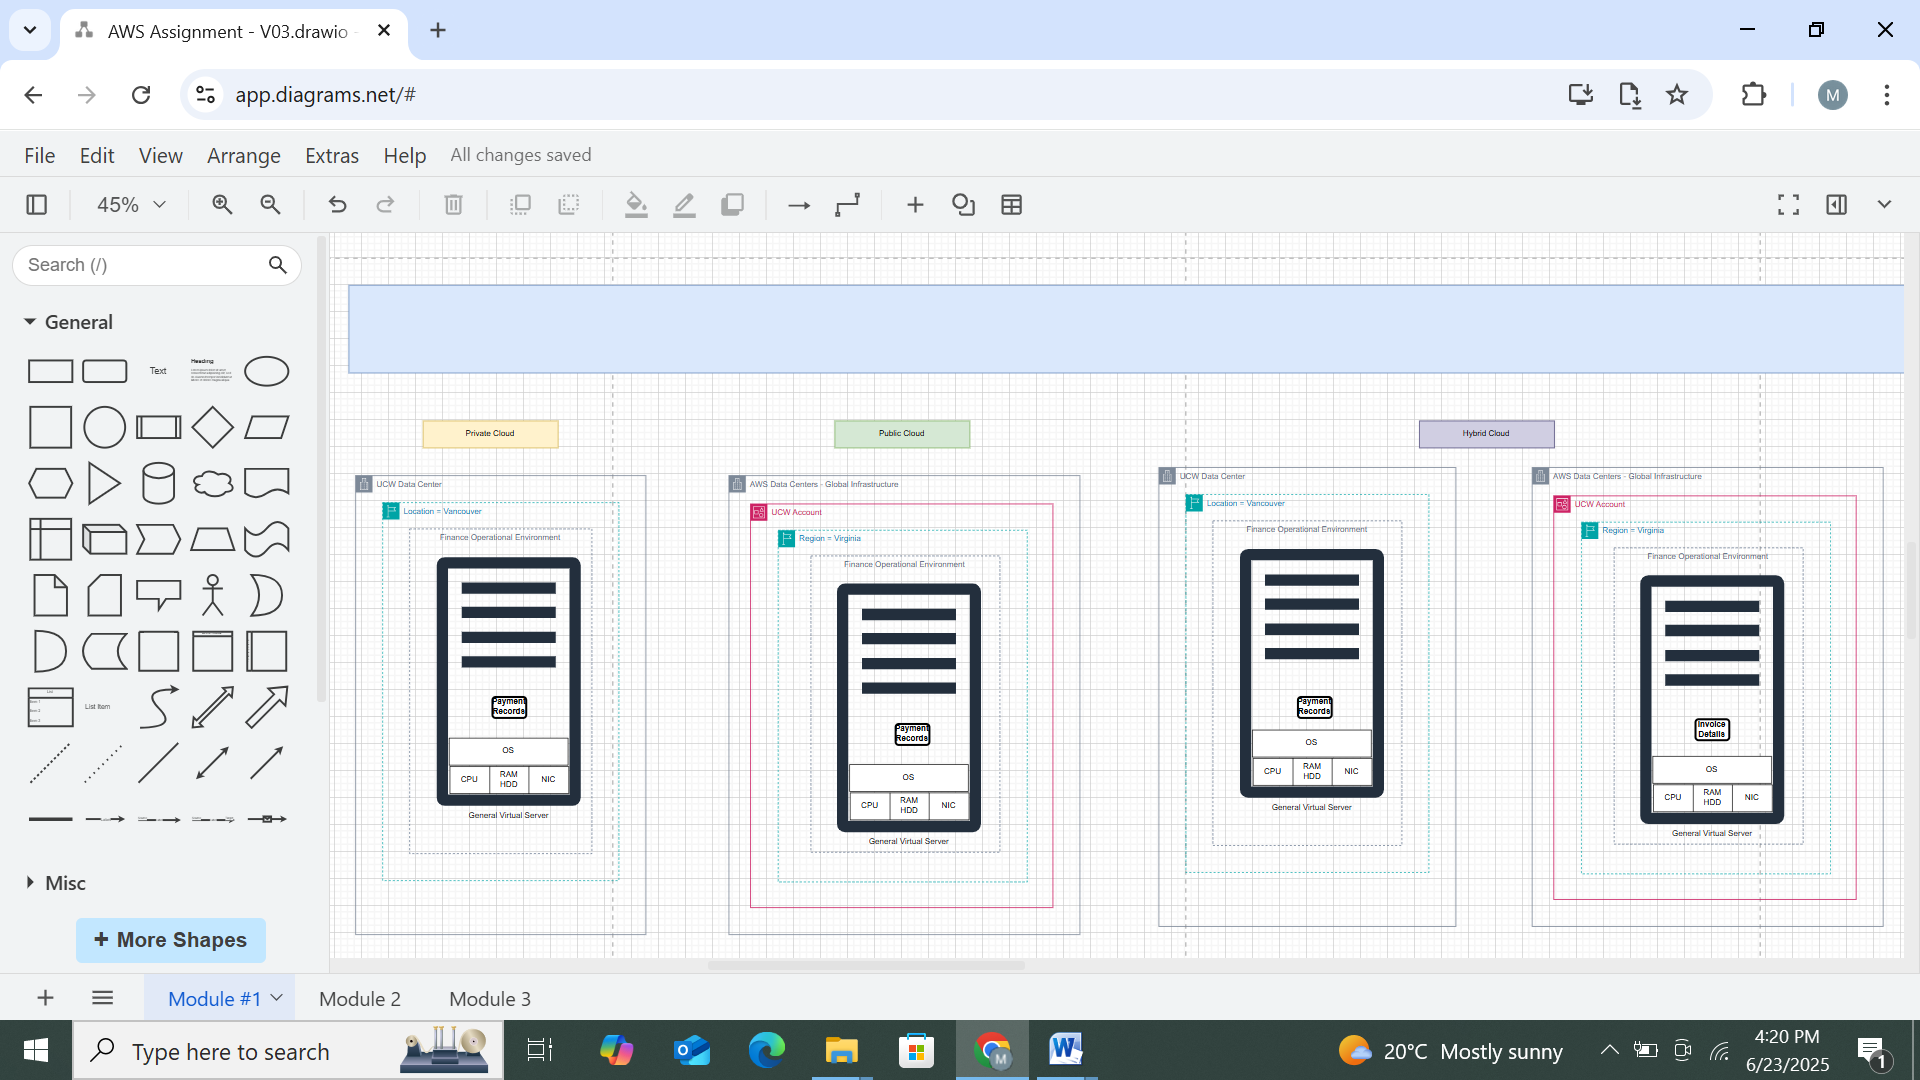 AWS Assignment - V03.drawio -
app.diagrams.net/#
M
File Edit View Arrange Extras Help All changes saved
45%
Search (/)
General
Text
Heading
List Item
Misc
+ More Shapes
Private Cloud
Public Cloud
Hybrid Cloud
UCW Data Center
Location = Vancouver
Finance Operational Environment
Payment
Records
OS
CPU
RAM
HDD
NIC
General Virtual Server
AWS Data Centers - Global Infrastructure
UCW Account
Region = Virginia
Finance Operational Environment
Payment
Records
OS
CPU
RAM
HDD
NIC
General Virtual Server
UCW Data Center
Location = Vancouver
Finance Operational Environment
Payment
Records
OS
CPU
RAM
HDD
NIC
General Virtual Server
AWS Data Centers - Global Infrastructure
UCW Account
Region = Virginia
Finance Operational Environment
Invoice
Details
OS
CPU
RAM
HDD
NIC
General Virtual Server
Module #1 Module 2 Module 3
Type here to search
20°C Mostly sunny
4:20 PM
6/23/2025
1